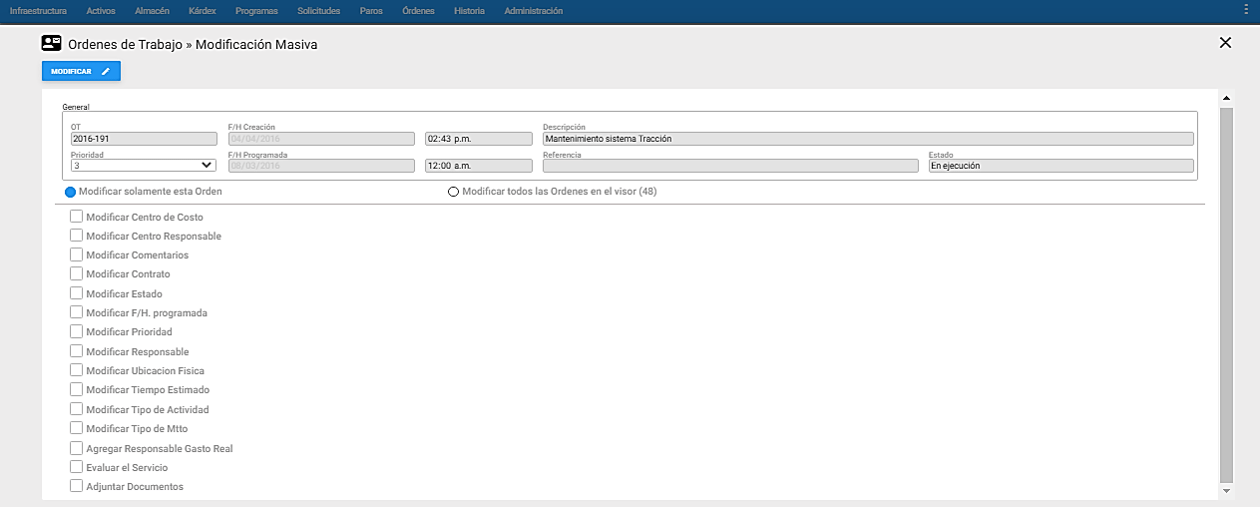 Infraestructura Activos Almacén Kárdex Programas Solicitudes Paros Órdenes Historia Administración
Ordenes de Trabajo » Modificación Masiva
MODIFICAR
General
OT F/H Creación Descripción
2016-191 04/04/2016 02:43 p.m. Mantenimiento sistema Tracción
Prioridad F/H Programada Referencia Estado
3 08/03/2016 12:00 a.m. En ejecución
Modificar solamente esta Orden Modificar todos las Ordenes en el visor (48)
Modificar Centro de Costo
Modificar Centro Responsable
Modificar Comentarios
Modificar Contrato
Modificar Estado
Modificar F/H. programada
Modificar Prioridad
Modificar Responsable
Modificar Ubicacion Fisica
Modificar Tiempo Estimado
Modificar Tipo de Actividad
Modificar Tipo de Mtto
Agregar Responsable Gasto Real
Evaluar el Servicio
Adjuntar Documentos